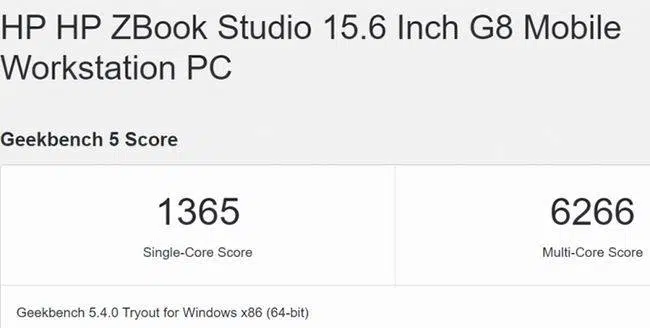 HP HP ZBook Studio 15.6 Inch G8 Mobile
Workstation PC
Geekbench 5 Score
1365
6266
Single-Core Score
Multi-Core Score
Geekbench 5.4.0 Tryout for Windows x86 (64-bit)